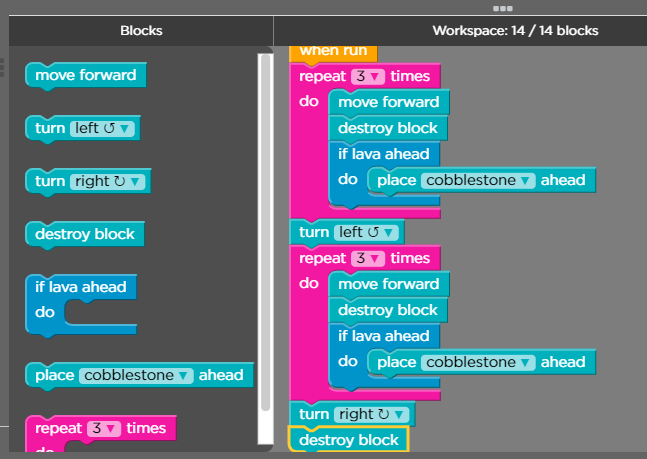 Blocks
Workspace: 14 / 14 blocks
move forward
turn left ↺ ▼
turn right ↻ ▼
destroy block
if lava ahead
do
place cobblestone ▼ ahead
repeat 3 ▼ times
do
when run
repeat 3 ▼ times
do move forward
destroy block
if lava ahead
do place cobblestone ▼ ahead
turn left ↺ ▼
repeat 3 ▼ times
do move forward
destroy block
if lava ahead
do place cobblestone ▼ ahead
turn right ↻ ▼
destroy block